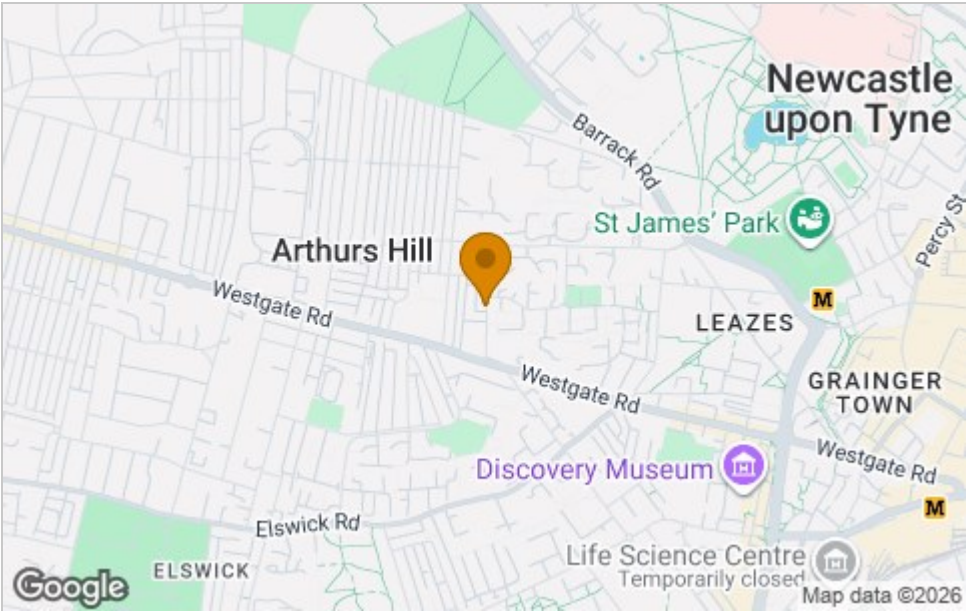 Newcastle
upon Tyne
Barrack Rd
St James' Park
Percy St
Arthurs Hill
Westgate Rd
M
LEAZES
Westgate Rd
GRAINGER
TOWN
Westgate Rd
Discovery Museum
M
Elswick Rd
Life Science Centre
Temporarily closed
ELSWICK
Google
Map data ©2026